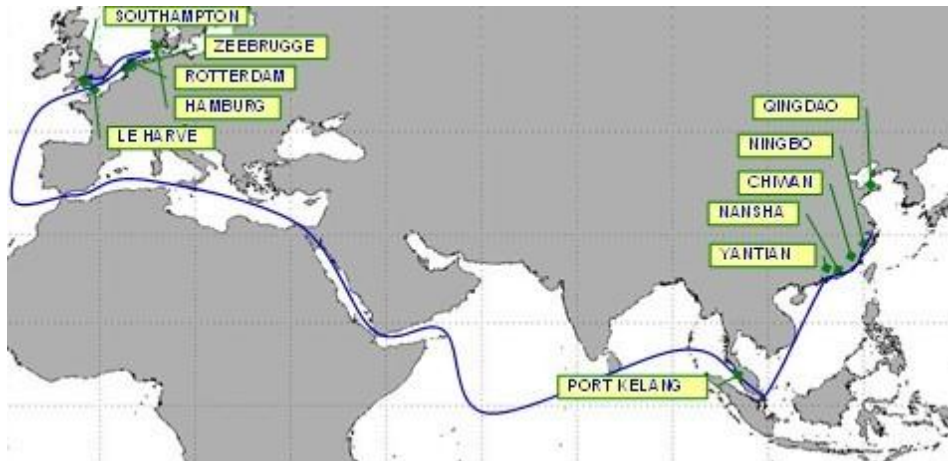 SOUTHAMPTON
ZEEBRUGGE
ROTTERDAM
HAMBURG
LE HARVE
QINGDAO
NINGBO
CHIWAN
NANSHA
YANTIAN
PORT KELANG